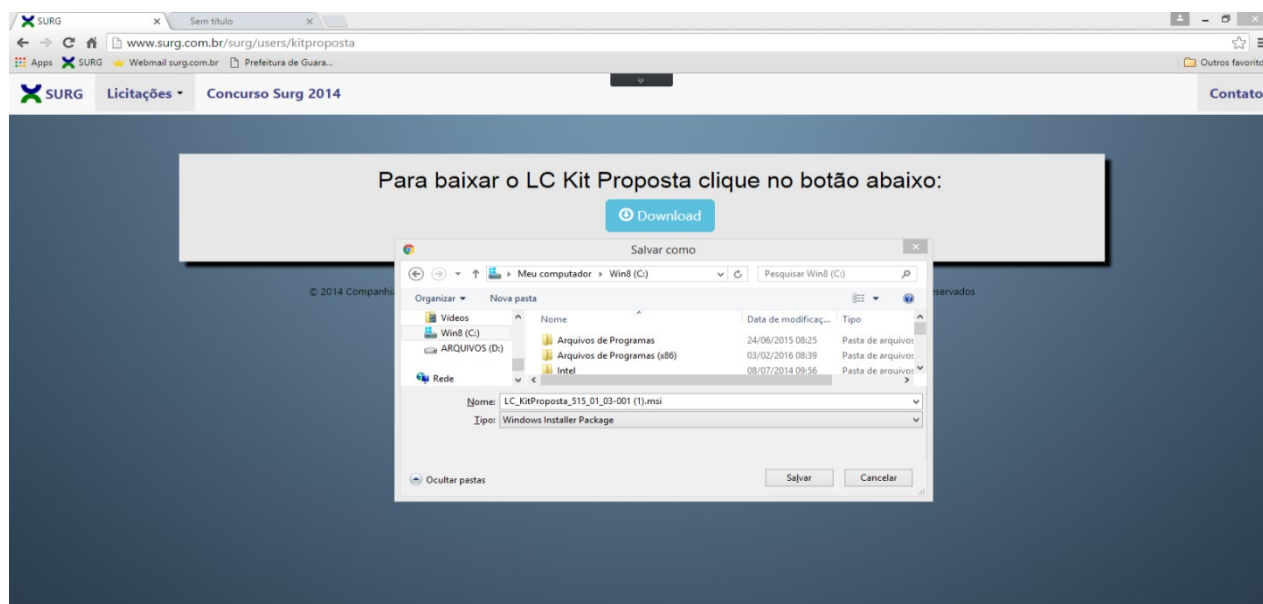 SURG
Sem título
www.surg.com.br/surg/users/kitproposta
Apps SURG Webmail surg.com.br Prefeitura de Guara... Outros favorito
SURG Licitações Concurso Surg 2014 Contato
Para baixar o LC Kit Proposta clique no botão abaixo:
Download
Salvar como
Meu computador Win8 (C:) Pesquisar Win8 (C:)
Organizar Nova pasta
© 2014 Companhi
eservados
Vídeos
Win8 (C:)
ARQUIVOS (D:)
Rede
Nome Data de modificaç... Tipo
Arquivos de Programas 24/06/2015 08:25 Pasta de arquivos
Arquivos de Programas (x86) 03/02/2016 08:39 Pasta de arquivos
Intel 08/07/2014 09:56 Pasta de arquivos
Nome: LC_KitProposta_515_01_03-001 (1).msi
Tipo: Windows Installer Package
Ocultar pastas Salvar Cancelar